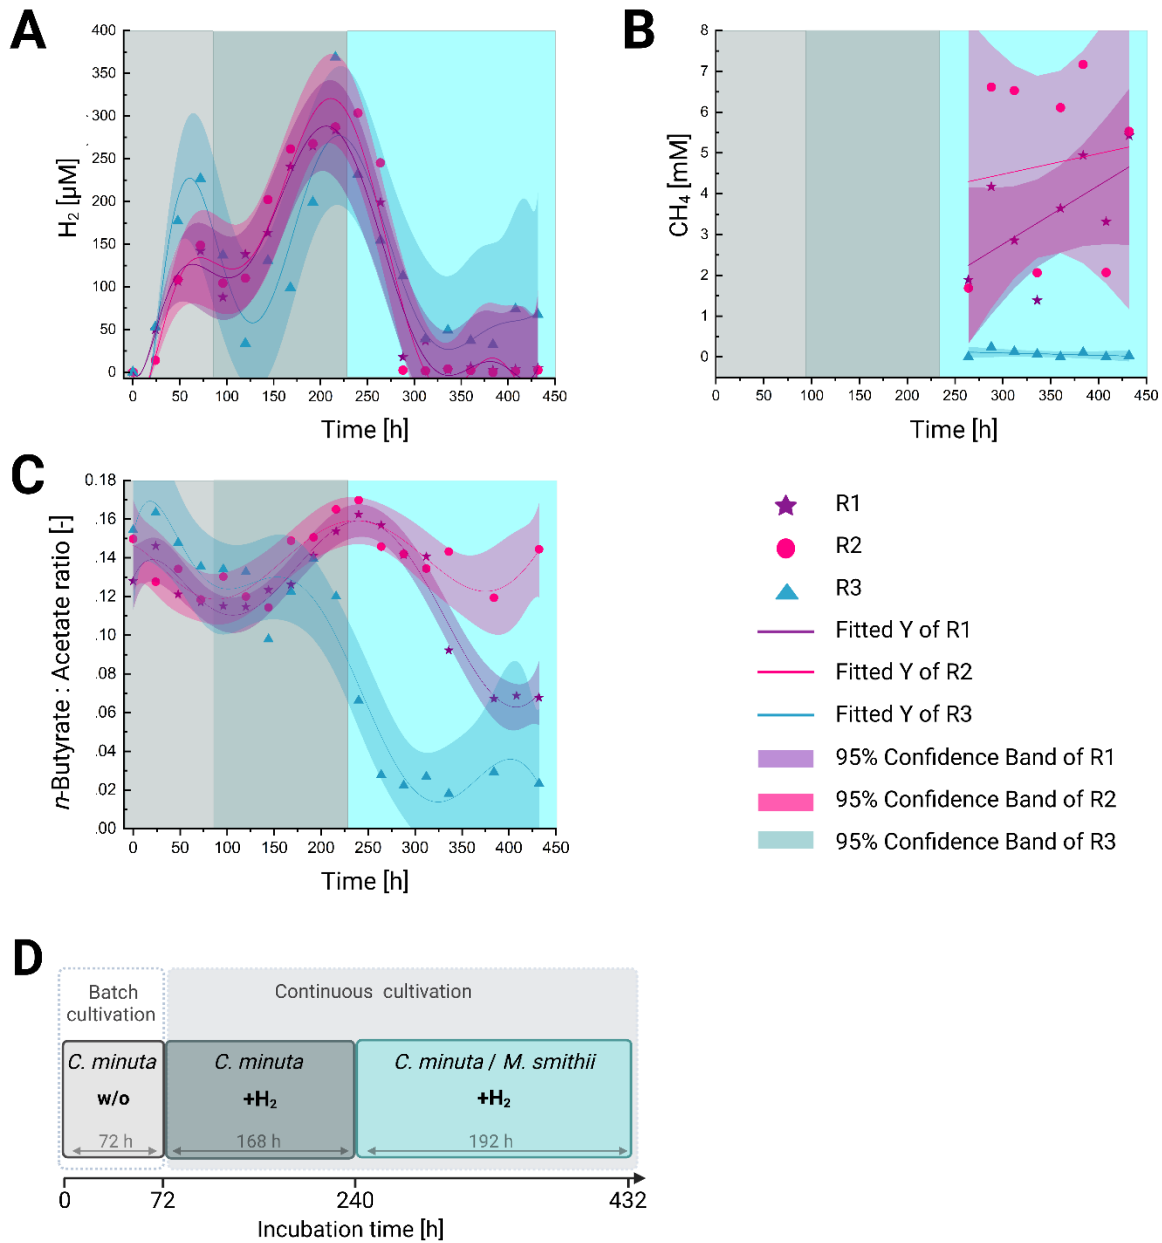 A
400
350
300
250
200
150
100
50
0
H₂ [µM]
0 50 100 150 200 250 300 350 400 450
Time [h]
B
8
7
6
5
4
3
2
1
0
CH₄ [mM]
0 50 100 150 200 250 300 350 400 450
Time [h]
C
0.18
.16
.14
.12
.10
.08
.06
0.04
0.02
.00
n-Butyrate : Acetate ratio [-]
0 50 100 150 200 250 300 350 400 450
Time [h]
R1
R2
R3
Fitted Y of R1
Fitted Y of R2
Fitted Y of R3
95% Confidence Band of R1
95% Confidence Band of R2
95% Confidence Band of R3
D
Batch
cultivation
Continuous cultivation
C. minuta
w/o
72 h
C. minuta
+H₂
168 h
C. minuta / M. smithii
+H₂
192 h
0 72 240 432
Incubation time [h]